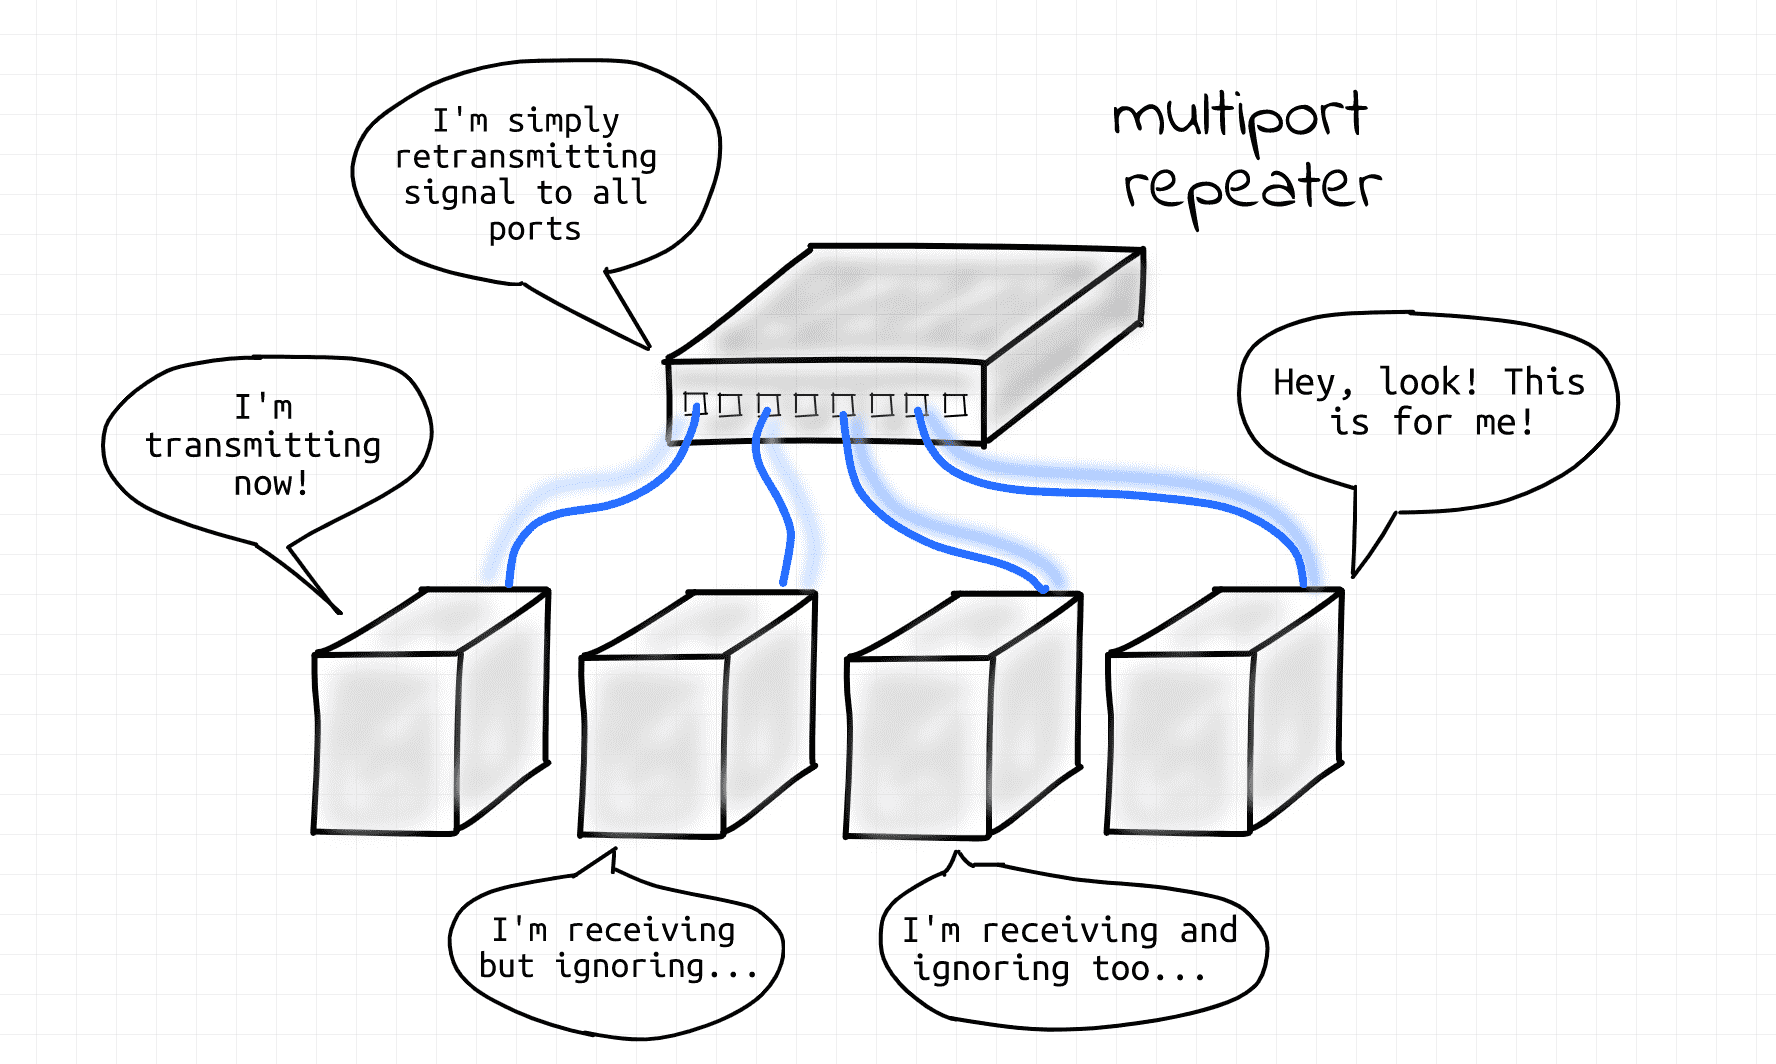 multiport
repeater
I'm simply
retransmitting
signal to all
ports
I'm
transmitting
now!
Hey, look! This
is for me!
I'm receiving
but ignoring...
I'm receiving and
ignoring too...